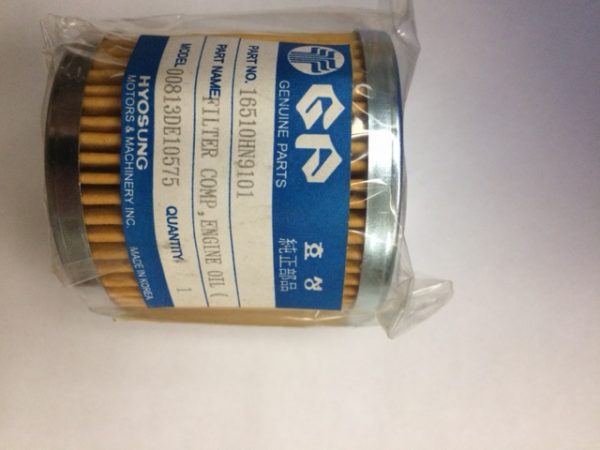 GP
GENUINE PARTS
효성
純正部品
PART NO. 16510HN9101
PART NAME FILTER COMP, ENGINE OIL (
MODEL 00813DE10575 QUANTITY 1
HYOSUNG
MOTORS & MACHINERY INC.
MADE IN KOREA